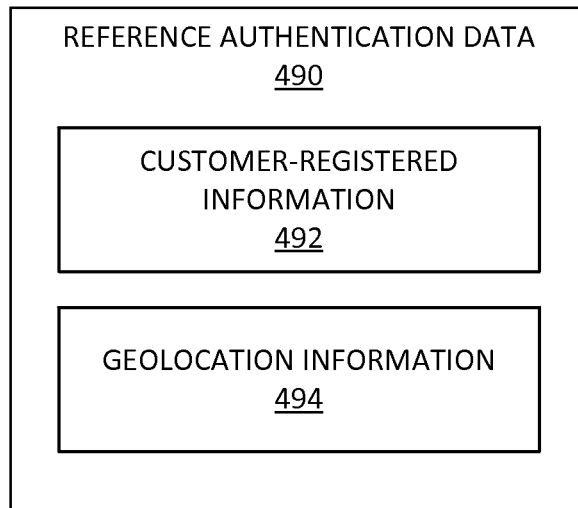 REFERENCE AUTHENTICATION DATA
490
CUSTOMER-REGISTERED
INFORMATION
492
GEOLOCATION INFORMATION
494